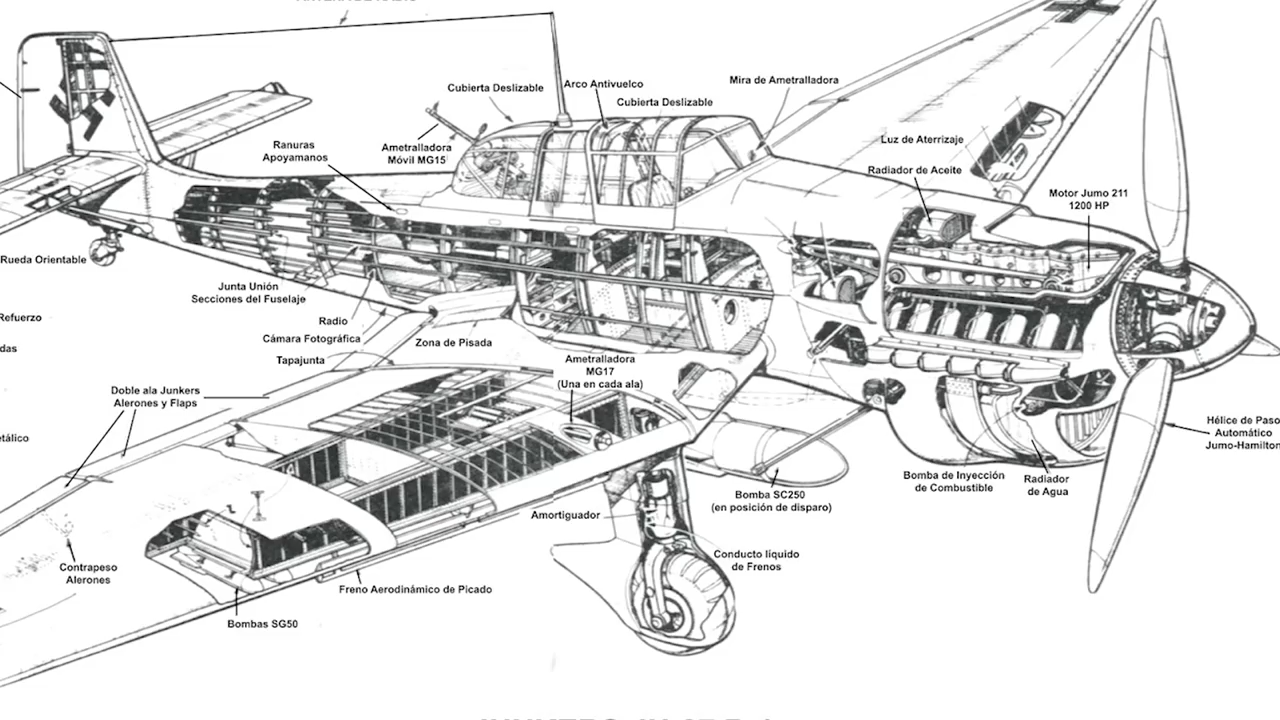 Cubierta Deslizable
Arco Antivuelco
Cubierta Deslizable
Mira de Ametralladora
Ametralladora
Móvil MG15
Ranuras
Apoyamanos
Luz de Aterrizaje
Radiador de Aceite
Motor Jumo 211
1200 HP
Rueda Orientable
Junta Unión
Secciones del Fuselaje
Refuerzo
Radio
Cámara Fotográfica
Zona de Pisada
Tapajunta
das
Ametralladora
MG17
(Una en cada ala)
Doble ala Junkers
Alerones y Flaps
etálico
Hélice de Paso
Automático
Jumo-Hamilton
Bomba de Inyección
de Combustible
Radiador
de Agua
Bomba SC250
(en posición de disparo)
Amortiguador
Conducto líquido
de Frenos
Contrapeso
Alerones
Freno Aerodinámico de Picado
Bombas SG50